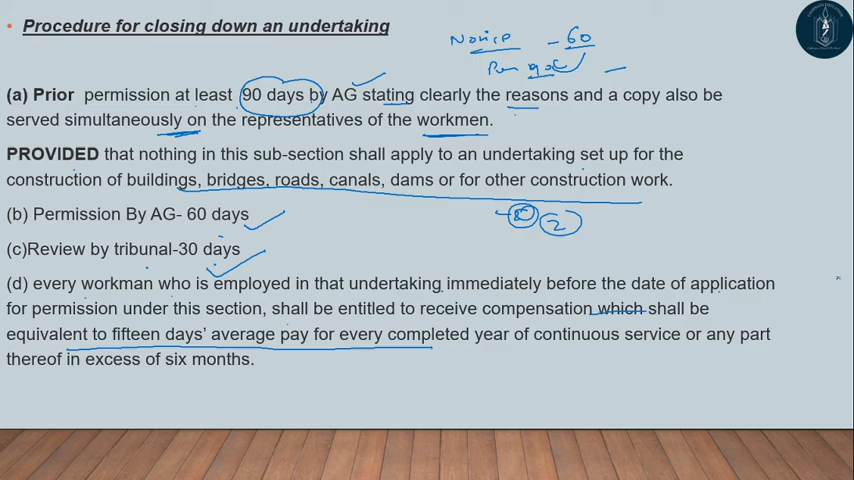 • Procedure for closing down an undertaking
Notice - 60
(a) Prior permission at least 90 days by AG stating clearly the reasons and a copy also be
served simultaneously on the representatives of the workmen.
PROVIDED that nothing in this sub-section shall apply to an undertaking set up for the
construction of buildings, bridges, roads, canals, dams or for other construction work.
(b) Permission By AG- 60 days
2
(c)Review by tribunal-30 days
(d) every workman who is employed in that undertaking immediately before the date of application
for permission under this section, shall be entitled to receive compensation which shall be
equivalent to fifteen days' average pay for every completed year of continuous service or any part
thereof in excess of six months.